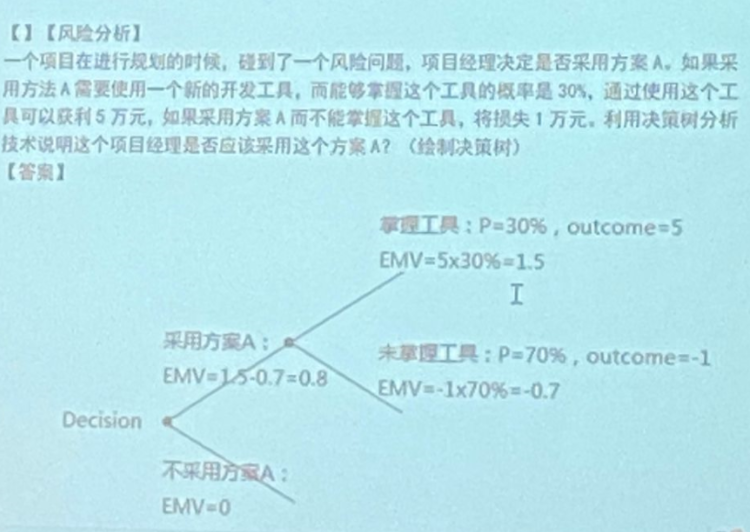 【】【风险分析】
一个项目在进行规划的时候，碰到了一个风险问题，项目经理决定是否采用方案 A。如果采
用方法 A 需要使用一个新的开发工具，而能够掌握这个工具的概率是 30%，通过使用这个工
具可以获利 5 万元，如果采用方案 A 而不能掌握这个工具，将损失 1 万元。利用决策树分析
技术说明这个项目经理是否应该采用这个方案 A？（绘制决策树）
【答案】
掌握工具：P=30%，outcome=5
EMV=5x30%=1.5
采用方案A：
EMV=1.5-0.7=0.8
未掌握工具：P=70%，outcome=-1
EMV=-1x70%=-0.7
Decision
不采用方案A：
EMV=0